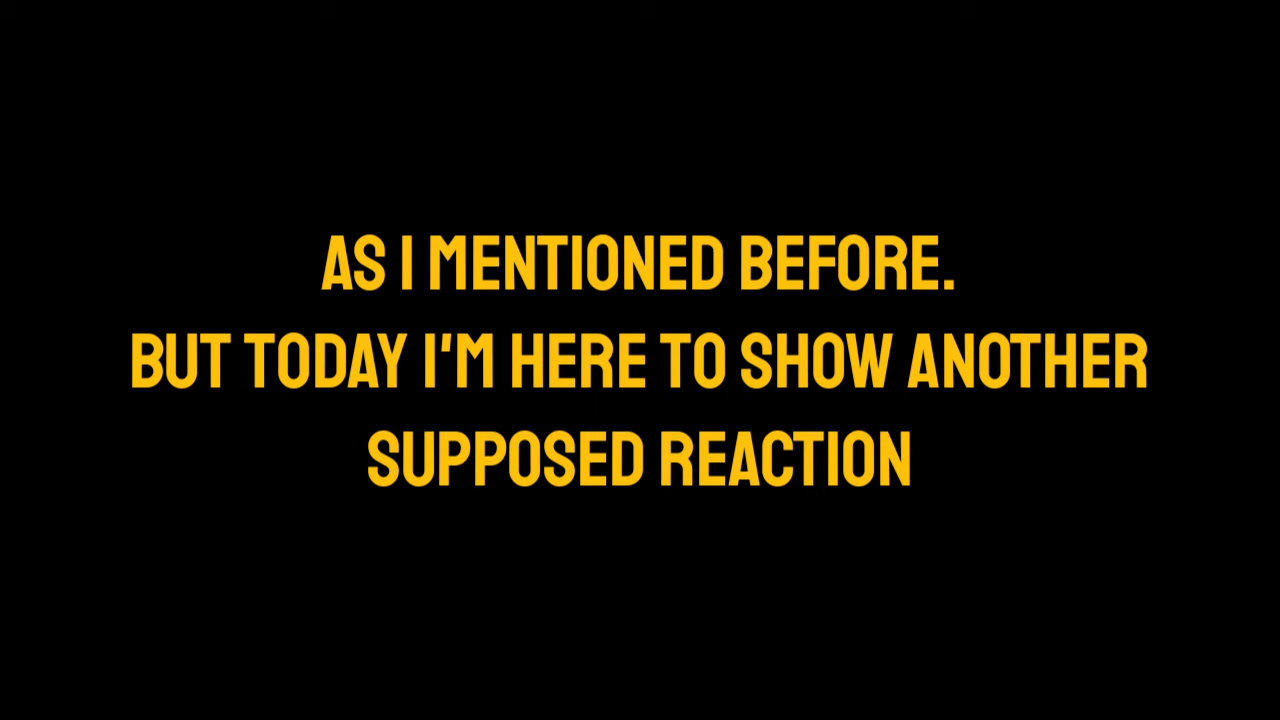 AS I MENTIONED BEFORE.
BUT TODAY I'M HERE TO SHOW ANOTHER
SUPPOSED REACTION